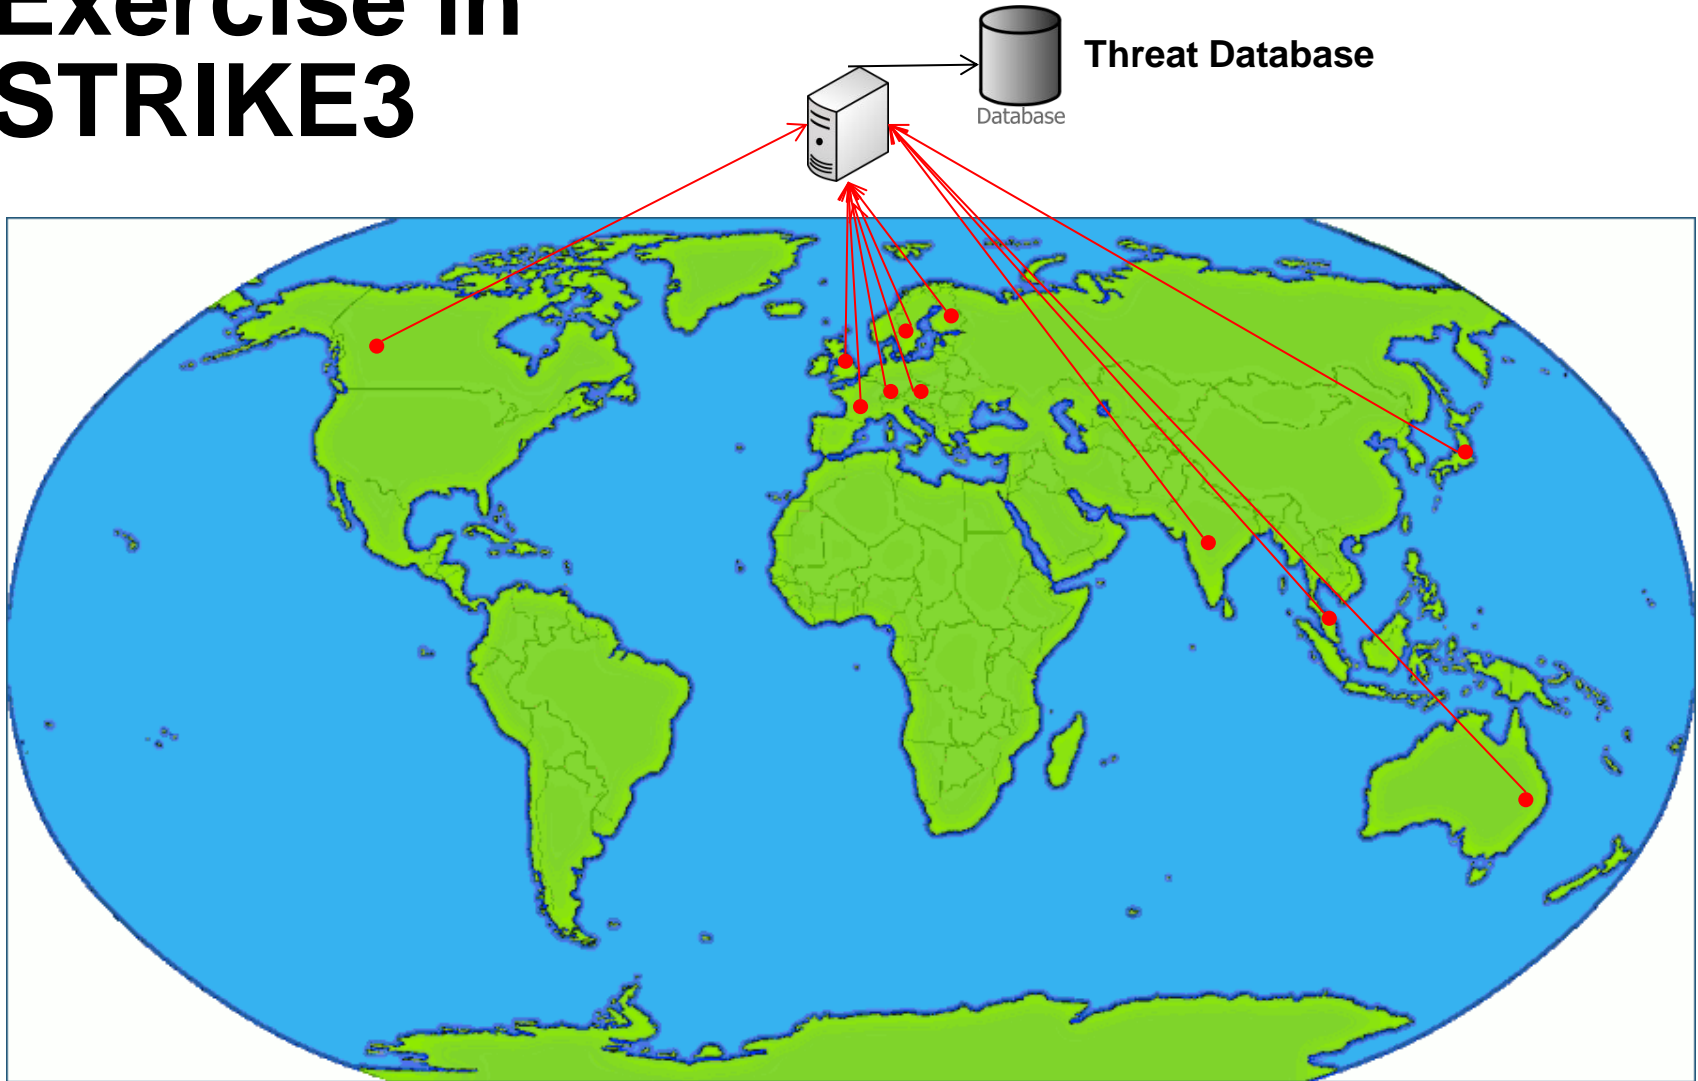 Exercise in
STRIKE3
Threat Database
Database